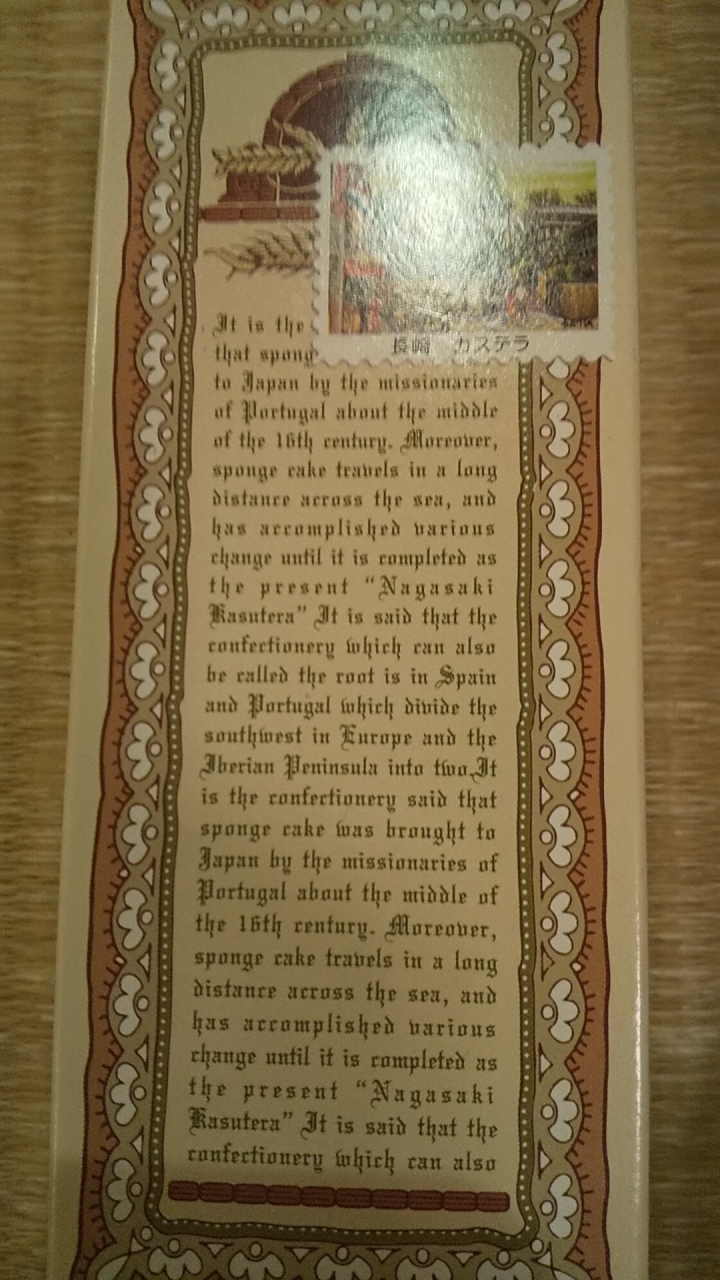 It is the
that spong
長崎 カステラ
to Japan by the missionaries
of Portugal about the middle
of the 16th century. Moreover,
sponge cake travels in a long
distance across the sea, and
has accomplished various
change until it is completed as
the present "Nagasaki
Kasutera" It is said that the
confectionery which can also
be called the root is in Spain
and Portugal which divide the
southwest in Europe and the
Iberian Peninsula into two.It
is the confectionery said that
sponge cake was brought to
Japan by the missionaries of
Portugal about the middle of
the 16th century. Moreover,
sponge cake travels in a long
distance across the sea, and
has accomplished various
change until it is completed as
the present "Nagasaki
Kasutera" It is said that the
confectionery which can also